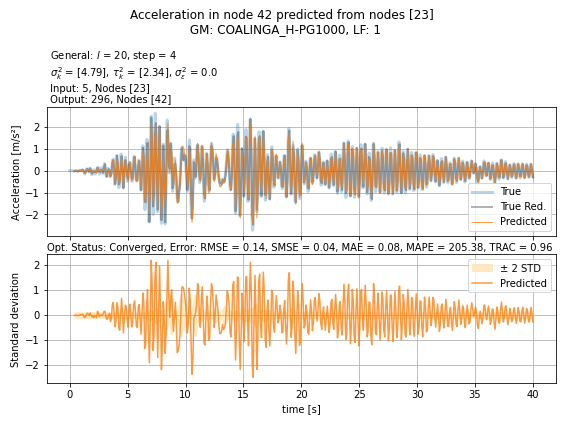 Acceleration in node 42 predicted from nodes [23]
GM: COALINGA_H-PG1000, LF: 1
General: l = 20, step = 4
σ²ₖ = [4.79], τ²ₖ = [2.34], σ²ε = 0.0
Input: 5, Nodes [23]
Output: 296, Nodes [42]
Acceleration [m/s²]
2
1
0
−1
−2
True
True Red.
Predicted
Opt. Status: Converged, Error: RMSE = 0.14, SMSE = 0.04, MAE = 0.08, MAPE = 205.38, TRAC = 0.96
Standard deviation
2
1
0
−1
−2
± 2 STD
Predicted
0 5 10 15 20 25 30 35 40
time [s]